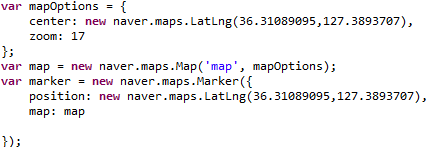 var mapOptions = {
    center: new naver.maps.LatLng(36.31089095,127.3893707),
    zoom: 17
};
var map = new naver.maps.Map('map', mapOptions);
var marker = new naver.maps.Marker({
    position: new naver.maps.LatLng(36.31089095,127.3893707),
    map: map
});